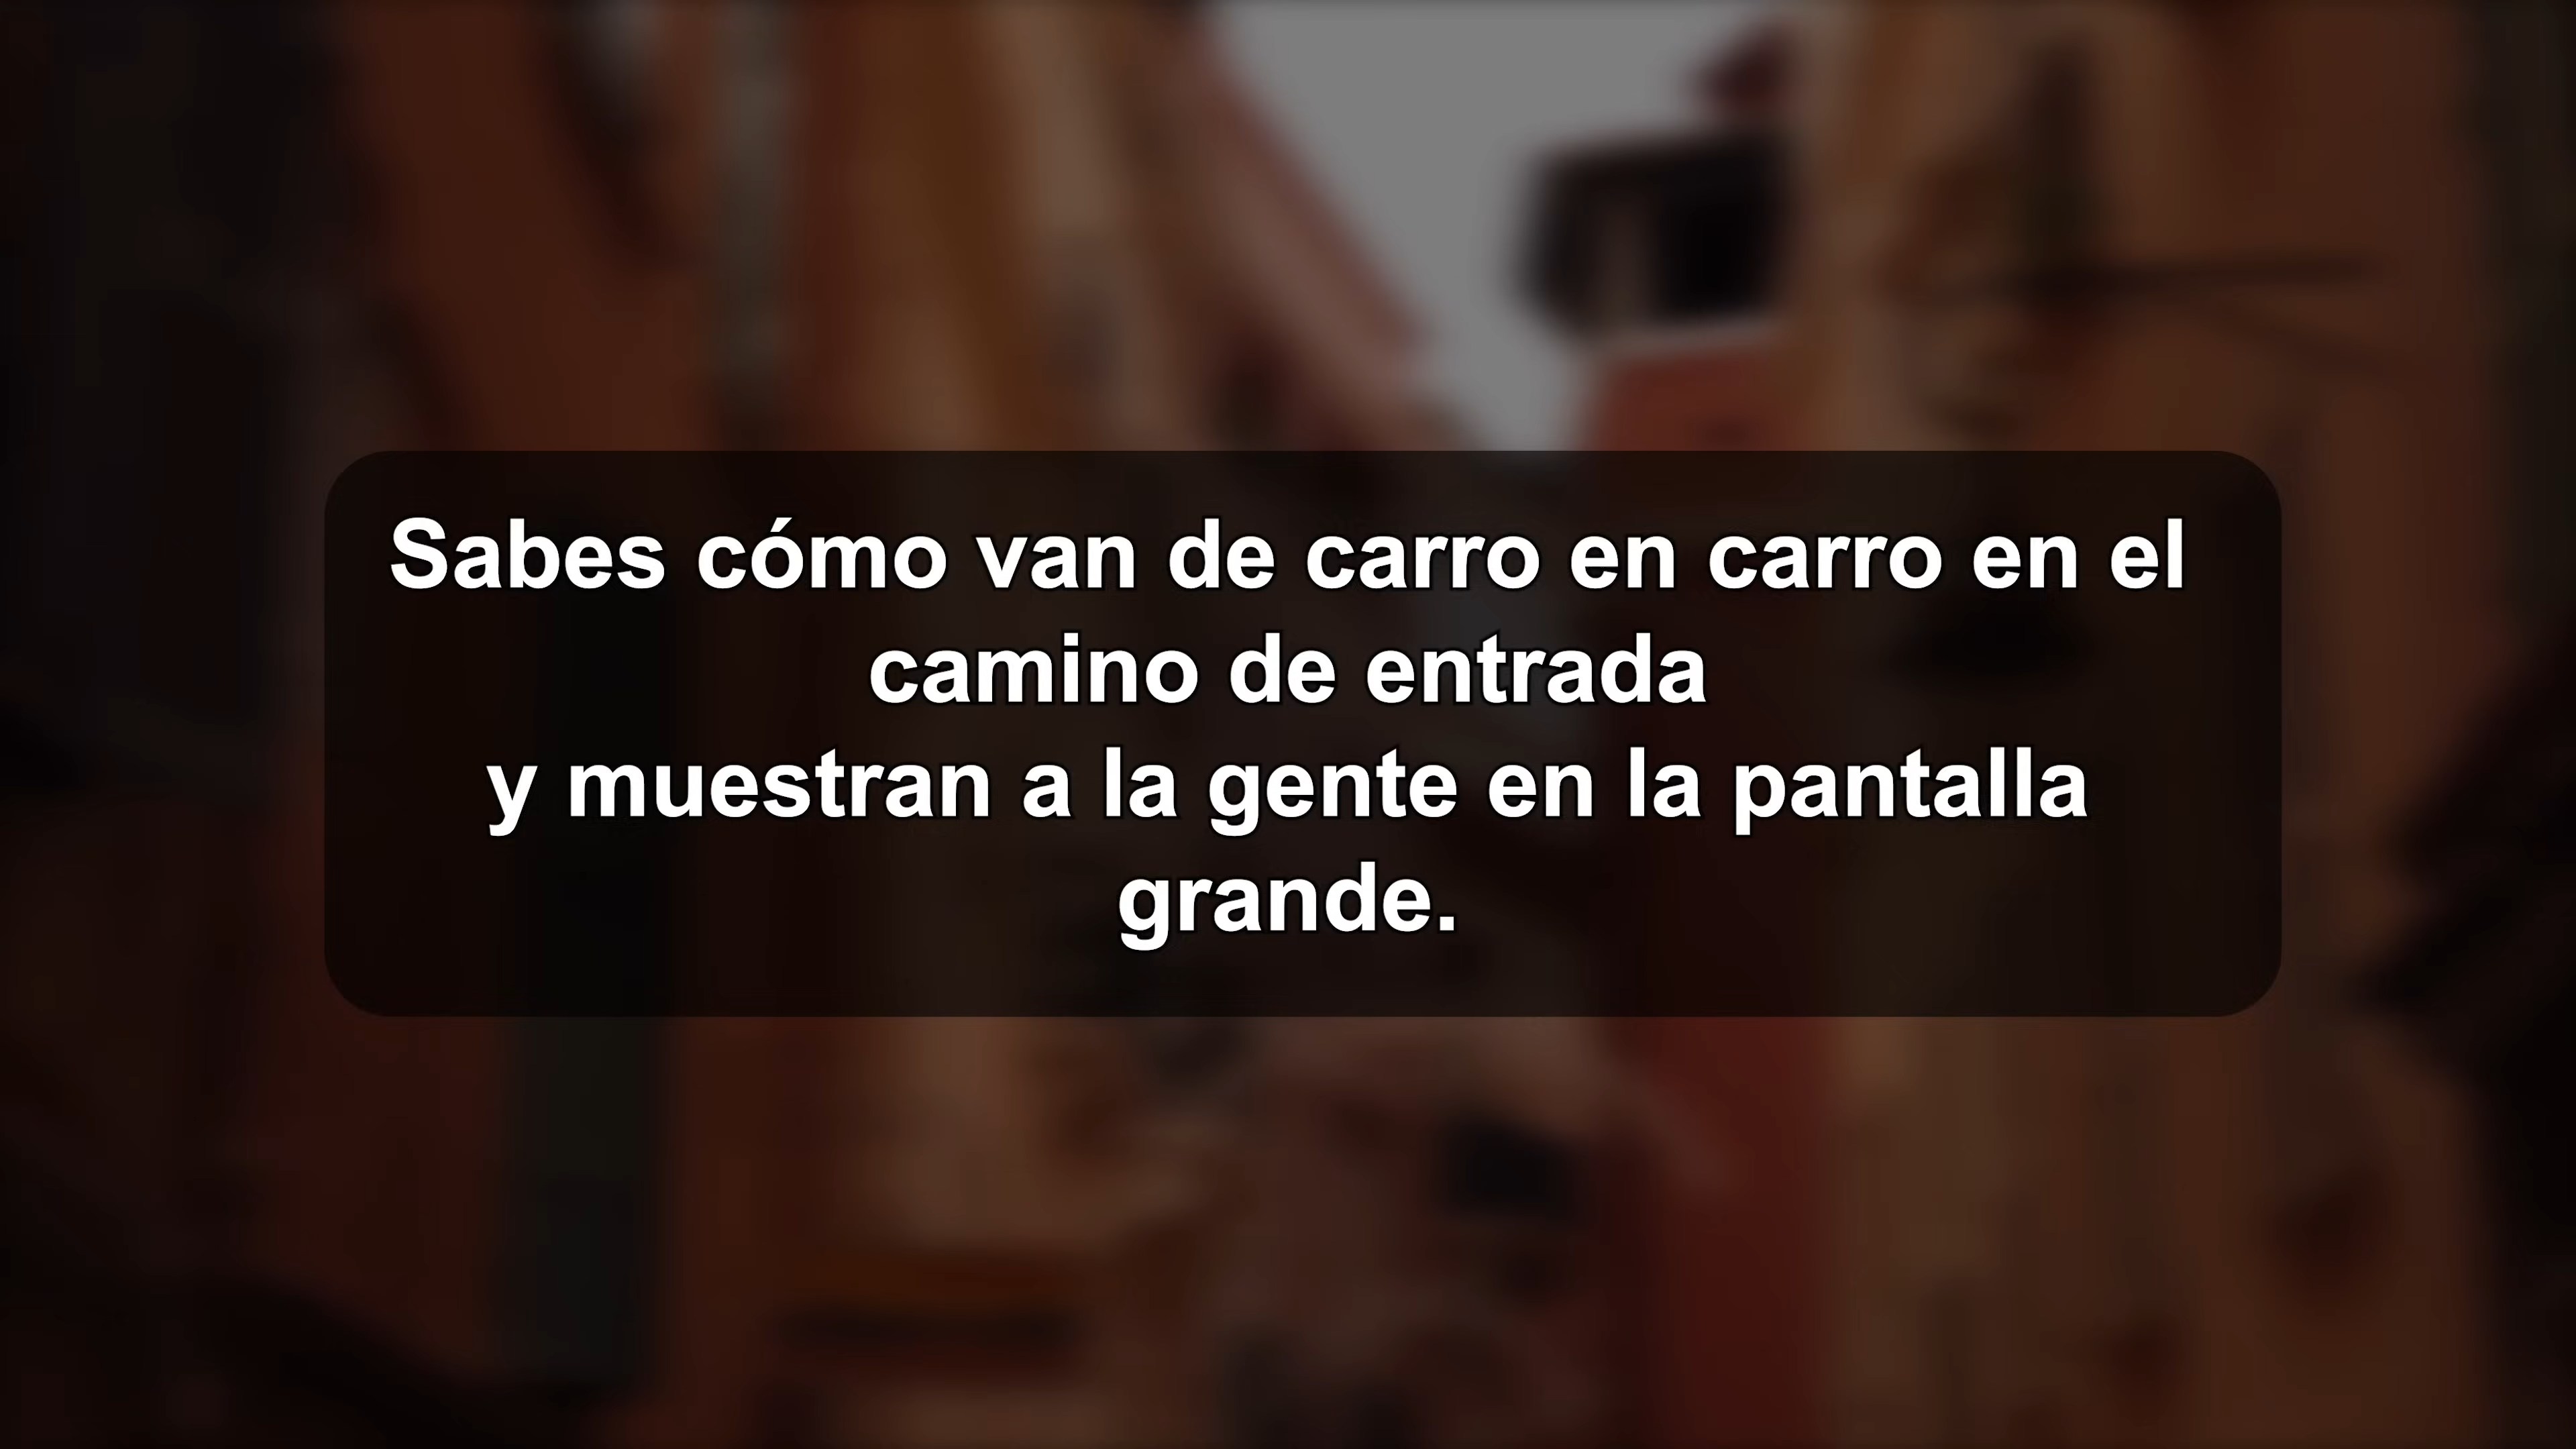 Sabes cómo van de carro en carro en el
camino de entrada
y muestran a la gente en la pantalla
grande.